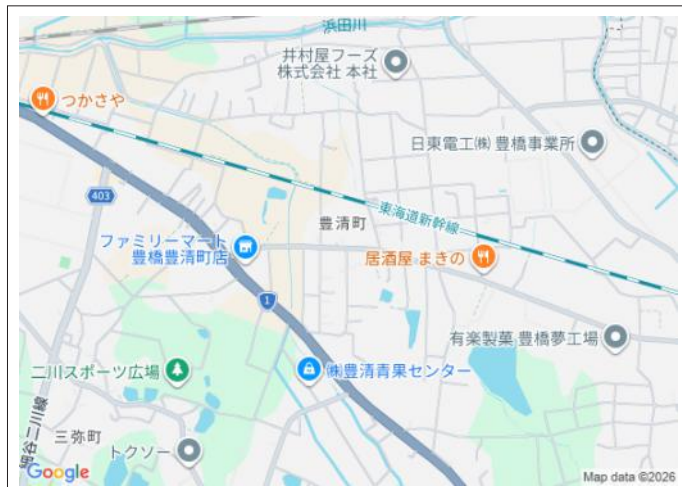 浜田川
井村屋フーズ
株式会社 本社
つかさや
日東電工㈱ 豊橋事業所
403
東海道新幹線
豊清町
ファミリーマート
豊橋豊清町店
居酒屋 まきの
1
有楽製菓 豊橋夢工場
二川スポーツ広場
㈱豊清青果センター
細谷二川線
三弥町
トクソー
Google
Map data ©2026